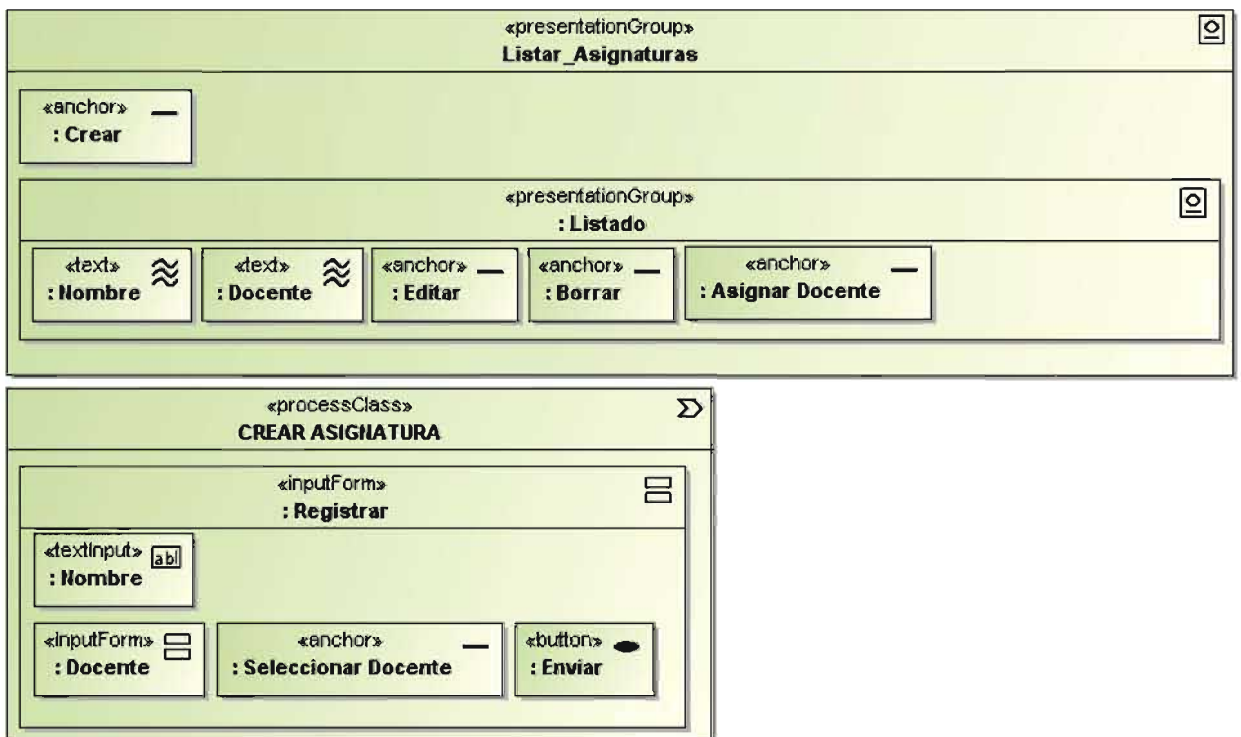 «presentationGroup»
Listar_Asignaturas
«anchor»
: Crear
«presentationGroup»
: Listado
«text»
: Nombre
«text»
: Docente
«anchor»
: Editar
«anchor»
: Borrar
«anchor»
: Asignar Docente
«processClass»
CREAR ASIGNATURA
«inputForm»
: Registrar
«textInput»
abl
: Nombre
«inputForm»
: Docente
«anchor»
: Seleccionar Docente
«button»
: Enviar